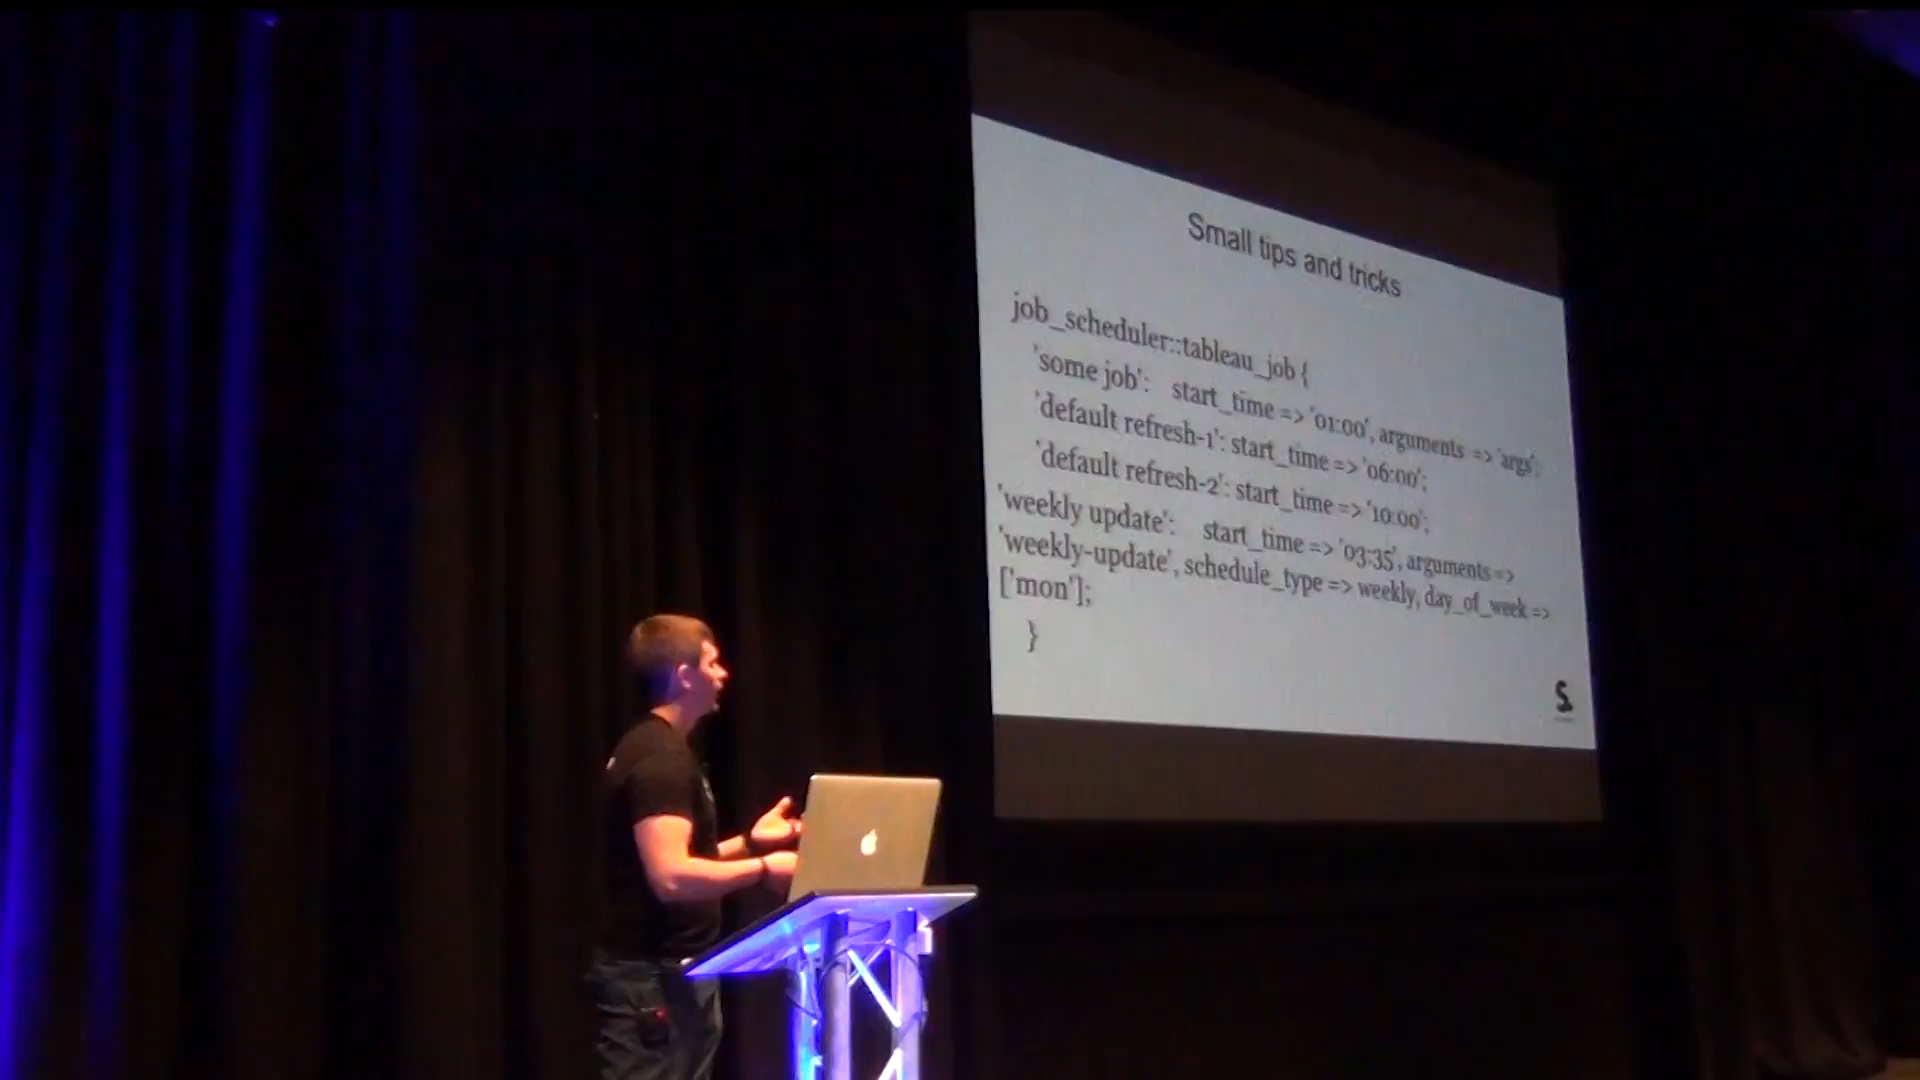 Small tips and tricks
job_scheduler::tableau_job {
'some job': start_time => '01:00', arguments => 'args';
'default refresh-1': start_time => '06:00';
'default refresh-2': start_time => '10:00';
'weekly update': start_time => '03:35', arguments =>
'weekly-update', schedule_type => weekly, day_of_week =>
['mon'];
}
S.